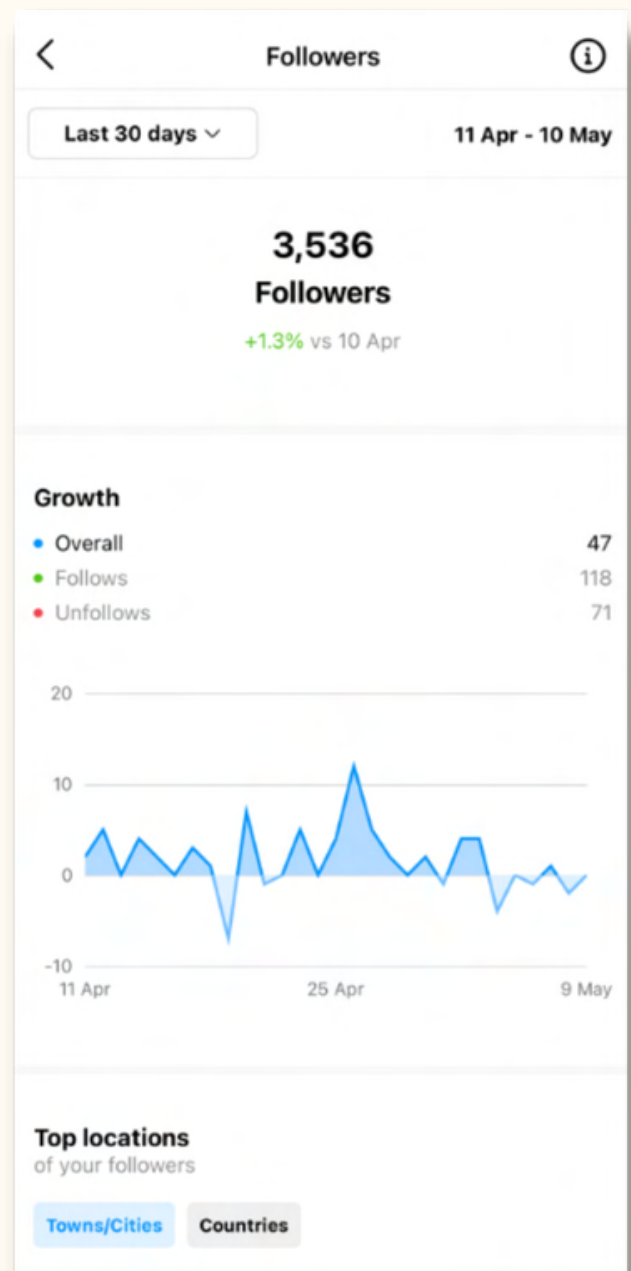 Followers
Last 30 days
11 Apr - 10 May
3,536
Followers
+1.3% vs 10 Apr
Growth
Overall 47
Follows 118
Unfollows 71
20
10
0
-10
11 Apr 25 Apr 9 May
Top locations
of your followers
Towns/Cities Countries